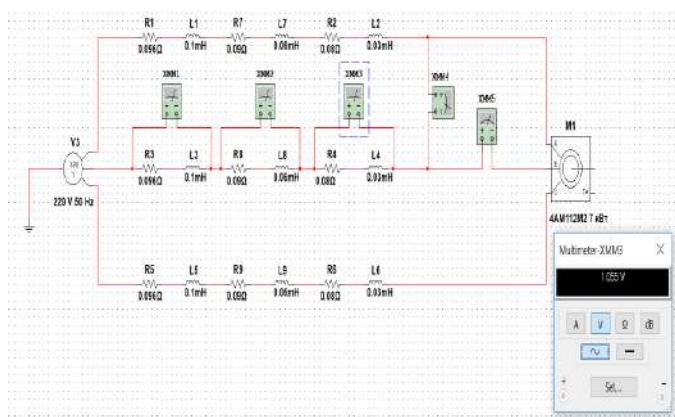 R1 L1 R7 L7 R2 L2
0.096Ω 0.1mH 0.09Ω 0.06mH 0.08Ω 0.03mH
XMM1 XMM2 XMM3 XMM4
XMM5
V3 M1
R3 L3 R8 L8 R4 L4
0.096Ω 0.1mH 0.09Ω 0.06mH 0.08Ω 0.03mH
220 V 50 Hz
4AM112M2 7 кВт
R5 L5 R9 L9 R6 L6
0.096Ω 0.1mH 0.09Ω 0.06mH 0.08Ω 0.03mH
Multimeter-XMM3 X
1.055 V
A V Ω dB
Set...